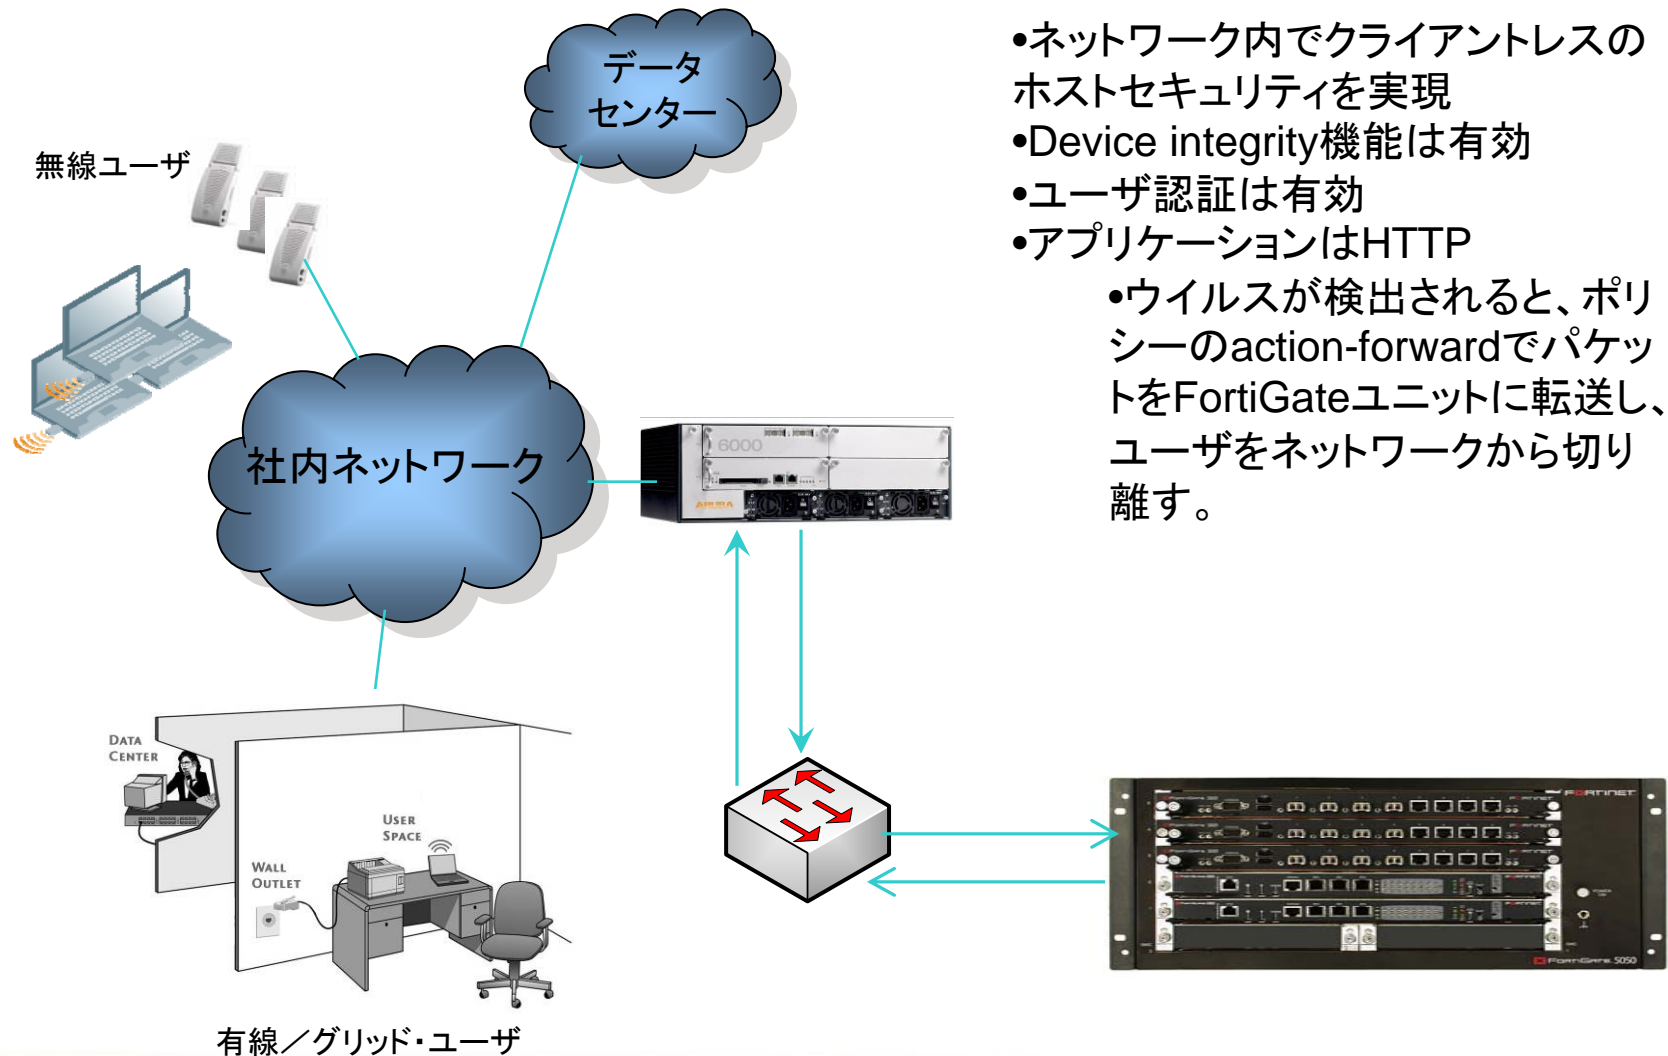 データ
センター
無線ユーザ
社内ネットワーク
•ネットワーク内でクライアントレスの
ホストセキュリティを実現
•Device integrity機能は有効
•ユーザ認証は有効
•アプリケーションはHTTP
•ウイルスが検出されると、ポリ
シーのaction-forwardでパケッ
トをFortiGateユニットに転送し、
ユーザをネットワークから切り
離す。
6000
ARUBA
DATA
CENTER
USER
SPACE
WALL
OUTLET
有線／グリッド・ユーザ
FORTINET
FORTIGATE 5050